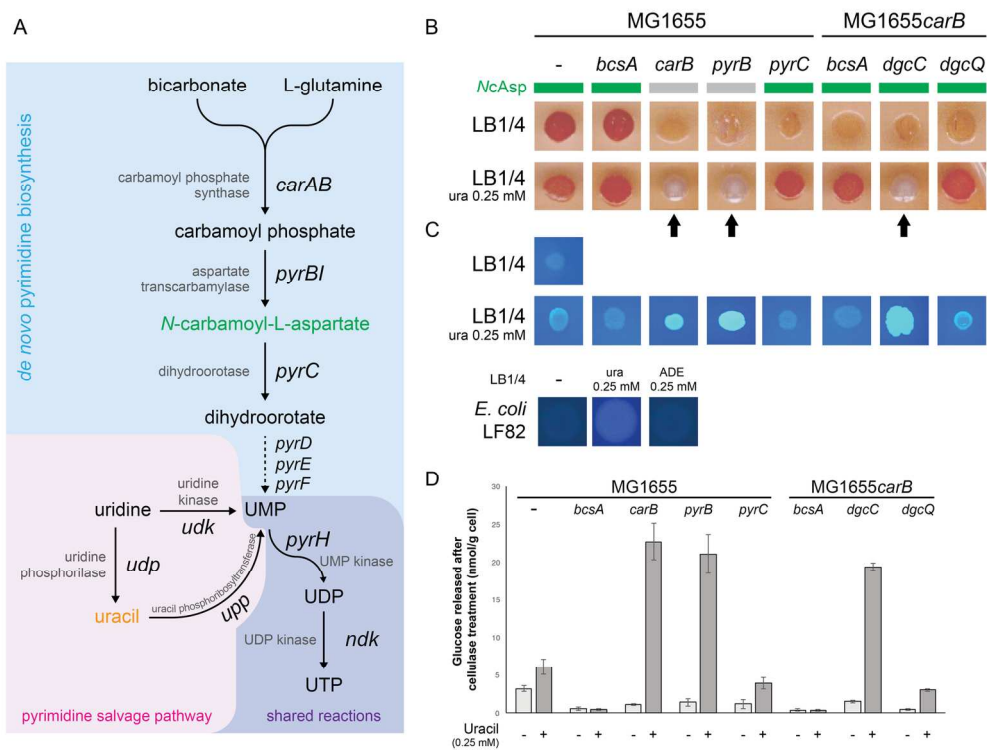 A
de novo pyrimidine biosynthesis
bicarbonate
L-glutamine
carbamoyl phosphate
synthase
carAB
carbamoyl phosphate
aspartate
transcarbamylase
pyrBI
N-carbamoyl-L-aspartate
dihydroorotase
pyrC
dihydroorotate
pyrD
pyrE
pyrF
uridine
uridine
kinase
udk
UMP
uridine
phosphorilase
udp
uracil
uracil phosphoribosyltransferase
upp
pyrH
UMP kinase
UDP
UDP kinase
ndk
UTP
pyrimidine salvage pathway
shared reactions
B
MG1655
MG1655carB
- bcsA carB pyrB pyrC bcsA dgcC dgcQ
NcAsp
LB1/4
LB1/4
ura 0.25 mM
C
LB1/4
LB1/4
ura 0.25 mM
LB1/4
-
ura
0.25 mM
ADE
0.25 mM
E. coli
LF82
D
MG1655
MG1655carB
- bcsA carB pyrB pyrC bcsA dgcC dgcQ
Glucose released after
cellulase treatment (nmol/g cell)
30
25
20
15
10
5
0
Uracil
(0.25 mM)
- + - + - + - + - + - + - + - +